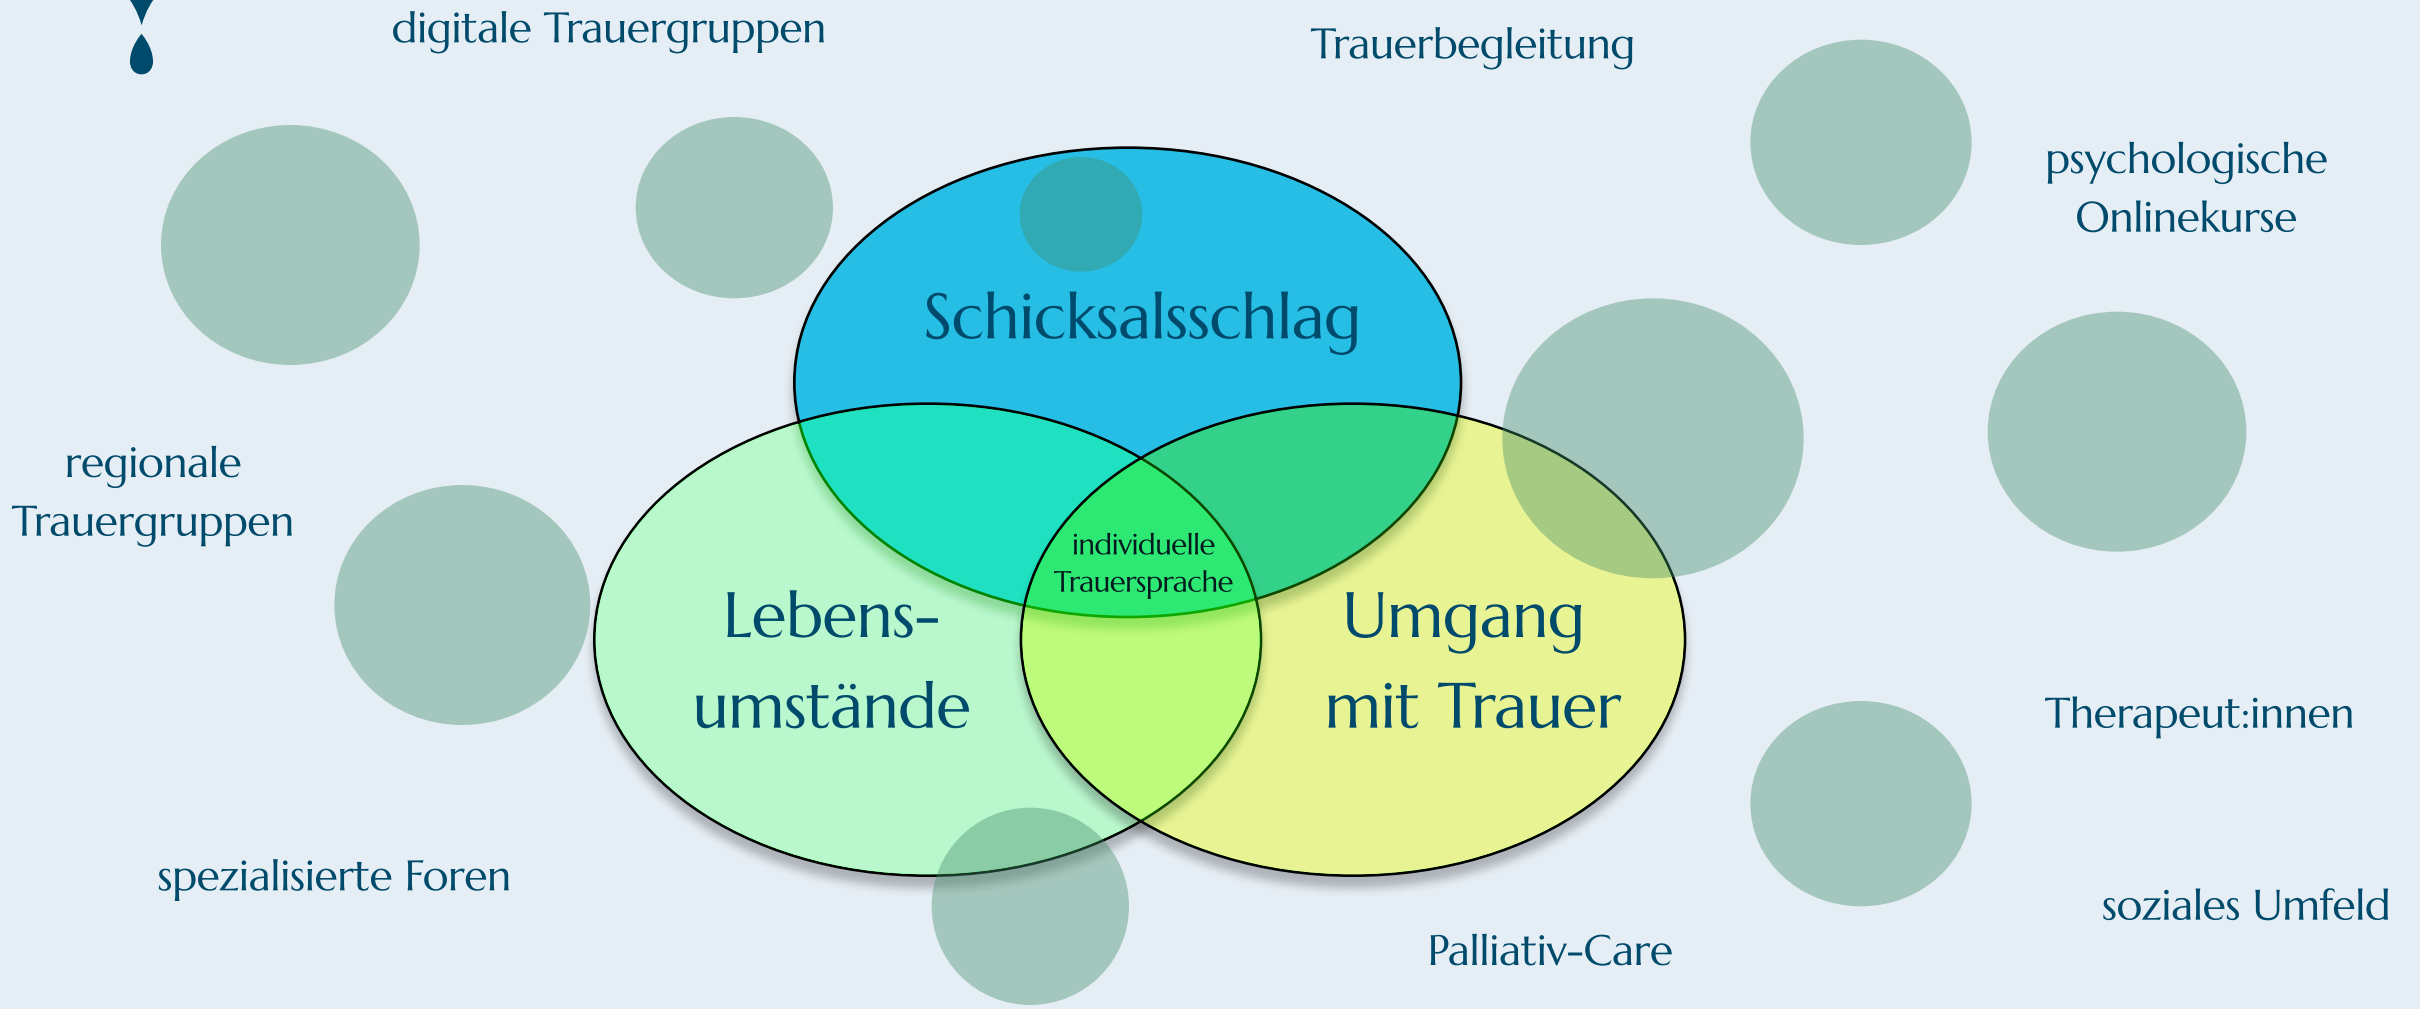 digitale Trauergruppen
Trauerbegleitung
psychologische
Onlinekurse
Schicksalsschlag
regionale
Trauergruppen
individuelle
Trauersprache
Lebens-
umstände
Umgang
mit Trauer
Therapeut:innen
spezialisierte Foren
soziales Umfeld
Palliativ-Care